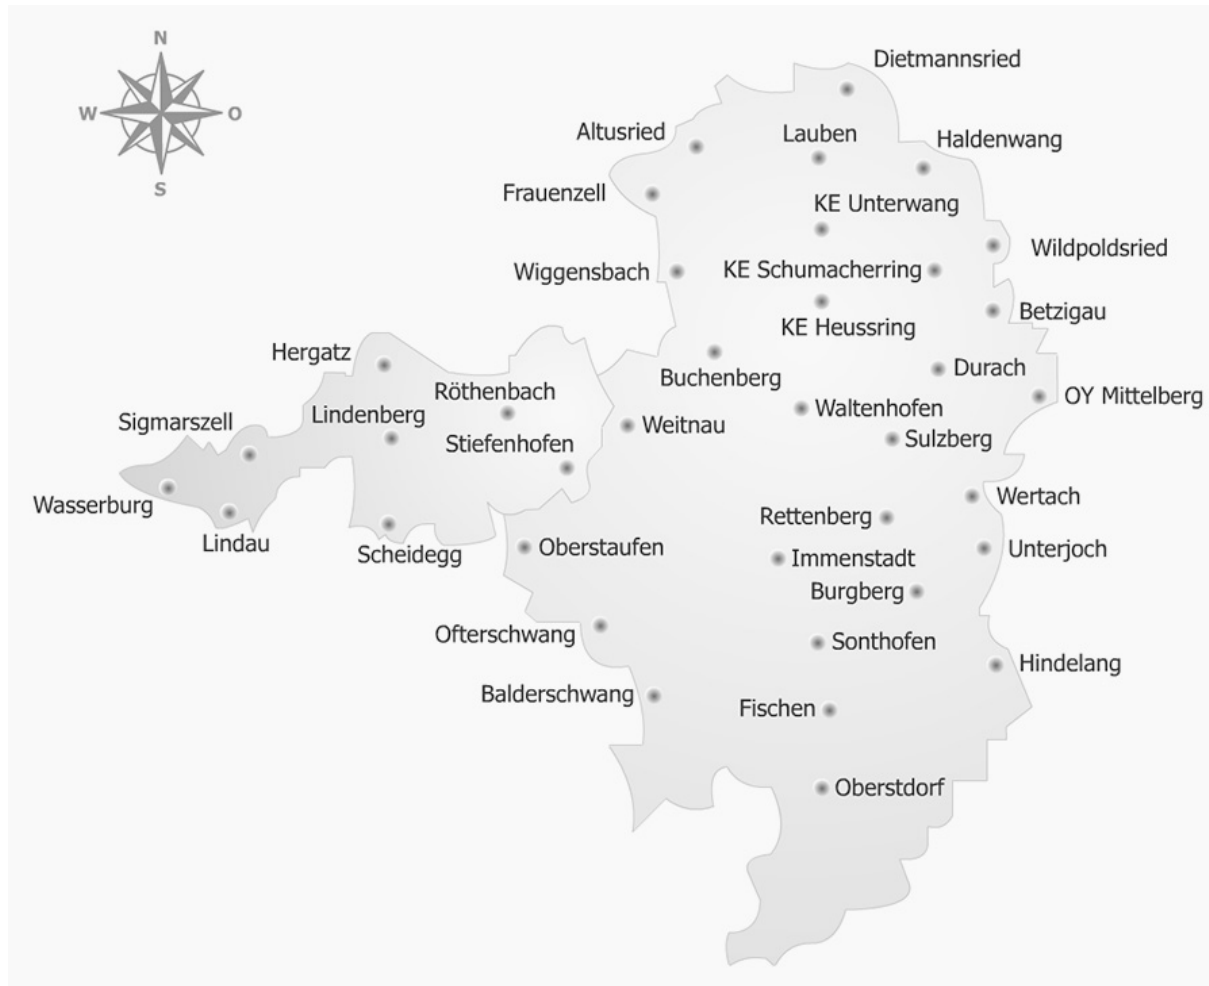 N
Dietmannsried
W
O
Altusried
Lauben
Haldenwang
S
Frauenzell
KE Unterwang
Wildpoldsried
Wiggensbach
KE Schumacherring
Betzigau
KE Heussring
Hergatz
Buchenberg
Durach
Röthenbach
OY Mittelberg
Sigmarszell
Lindenberg
Waltenhofen
Weitnau
Stiefenhofen
Sulzberg
Wasserburg
Wertach
Rettenberg
Lindau
Scheidegg
Oberstaufen
Unterjoch
Immenstadt
Burgberg
Ofterschwang
Sonthofen
Hindelang
Balderschwang
Fischen
Oberstdorf